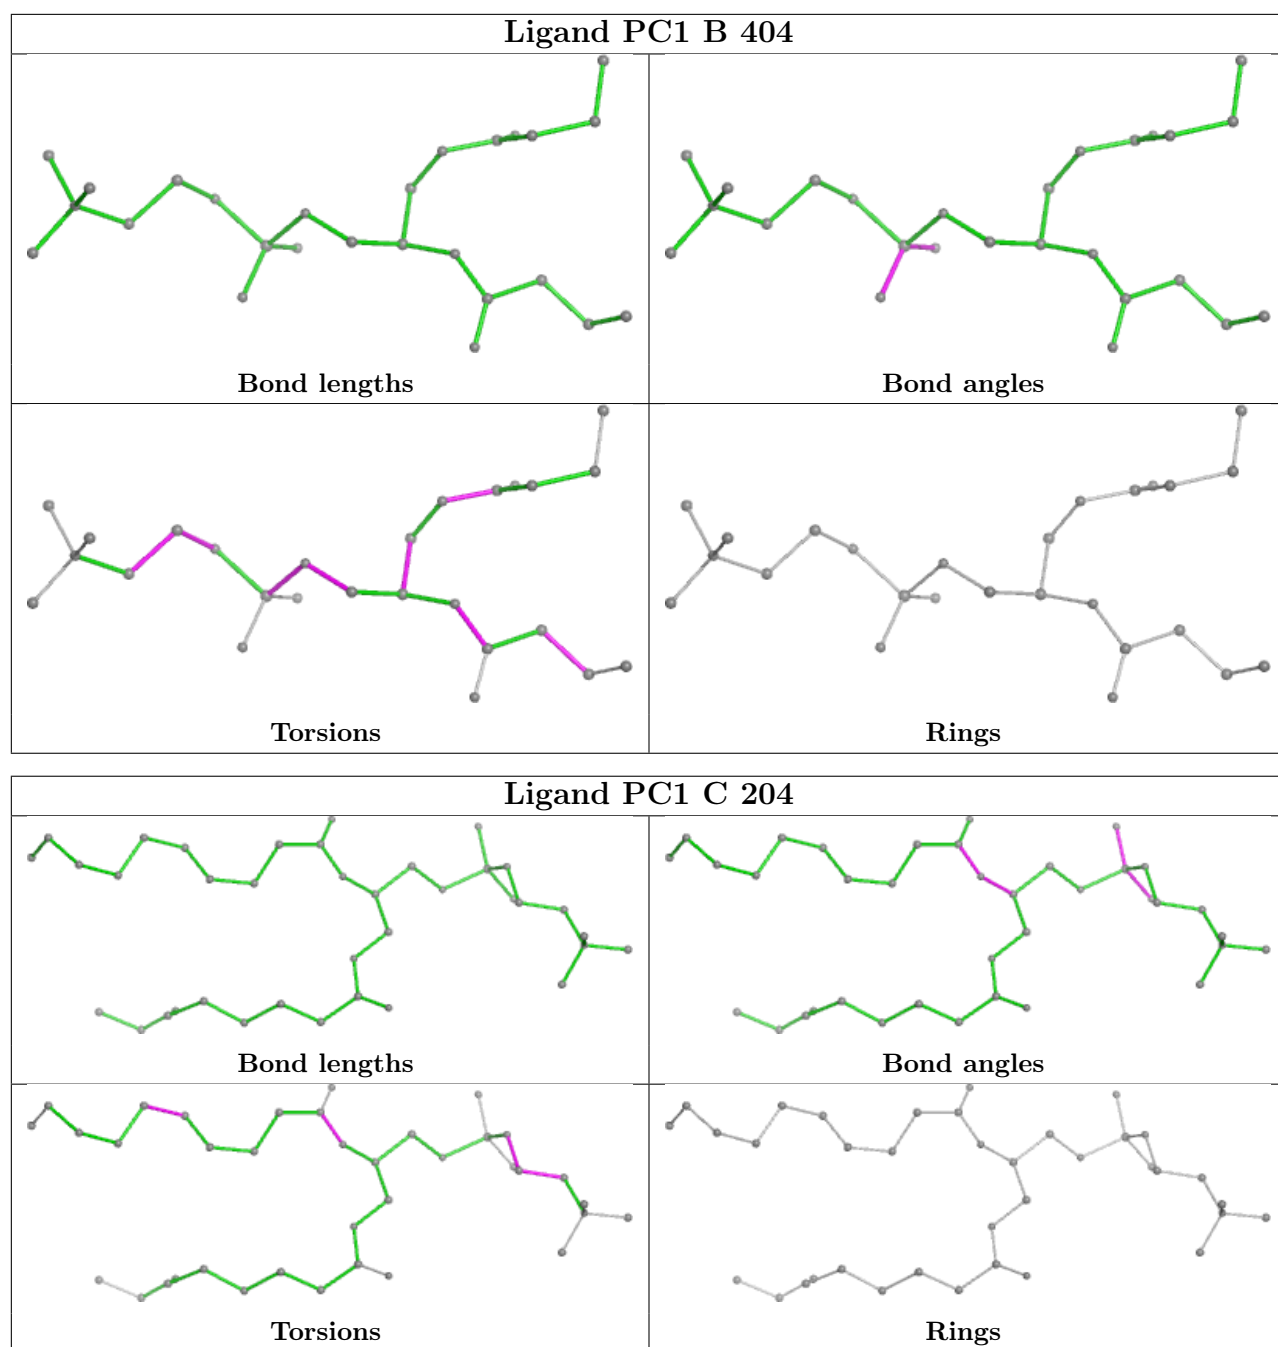 Ligand PC1 B 404
Bond lengths
Bond angles
Torsions
Rings
Ligand PC1 C 204
Bond lengths
Bond angles
Torsions
Rings